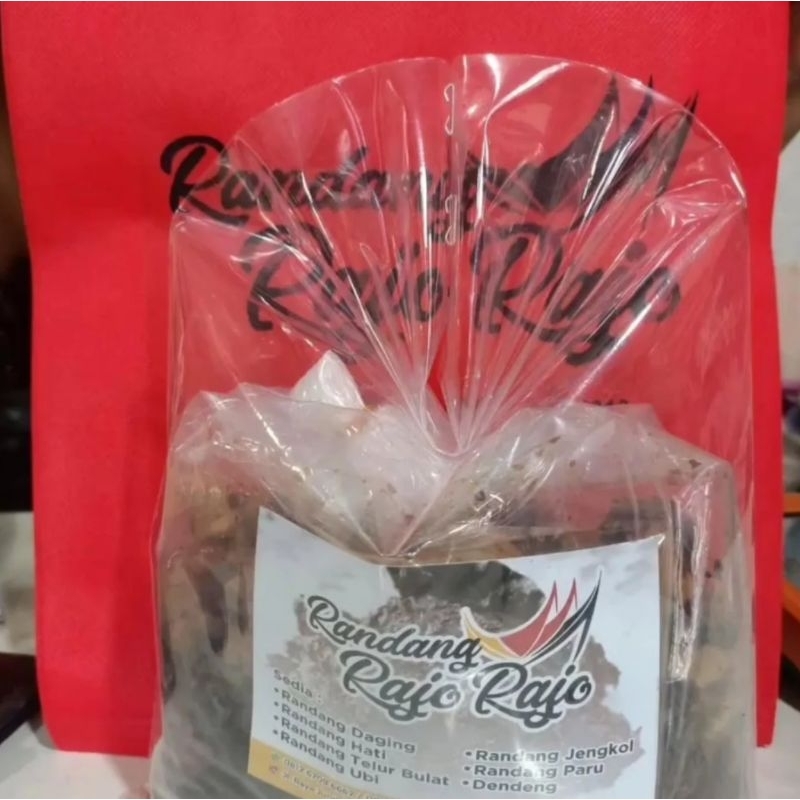 Randang
Rajo Rajo
Randang
Rajo Rajo
Sedia :
• Randang Daging
• Randang Hati
• Randang Telur Bulat
• Randang Ubi
• Randang Jengkol
• Randang Paru
• Dendeng